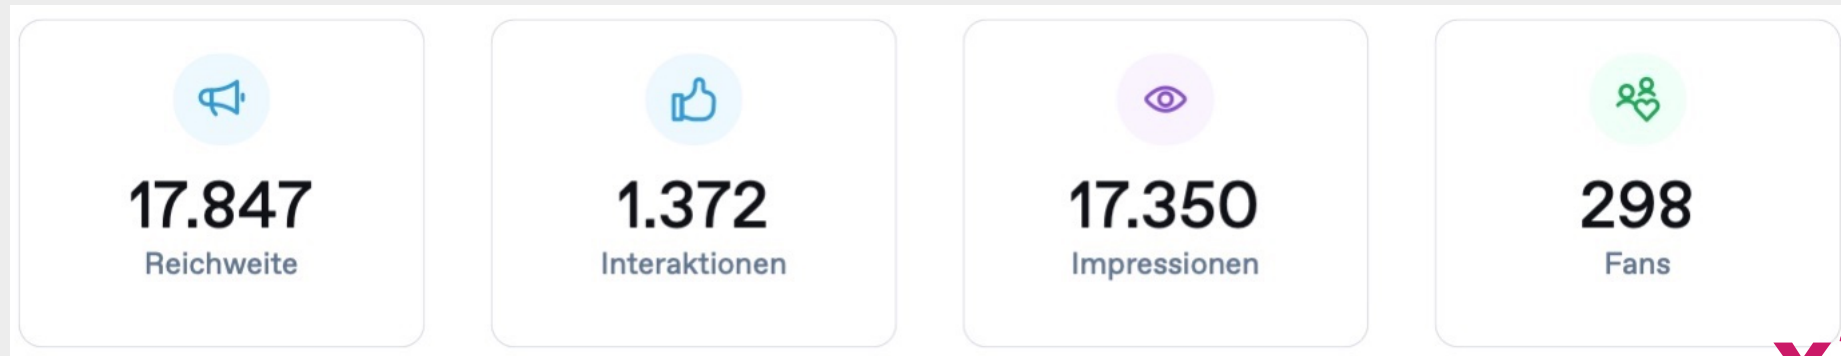 17.847
Reichweite
1.372
Interaktionen
17.350
Impressionen
298
Fans